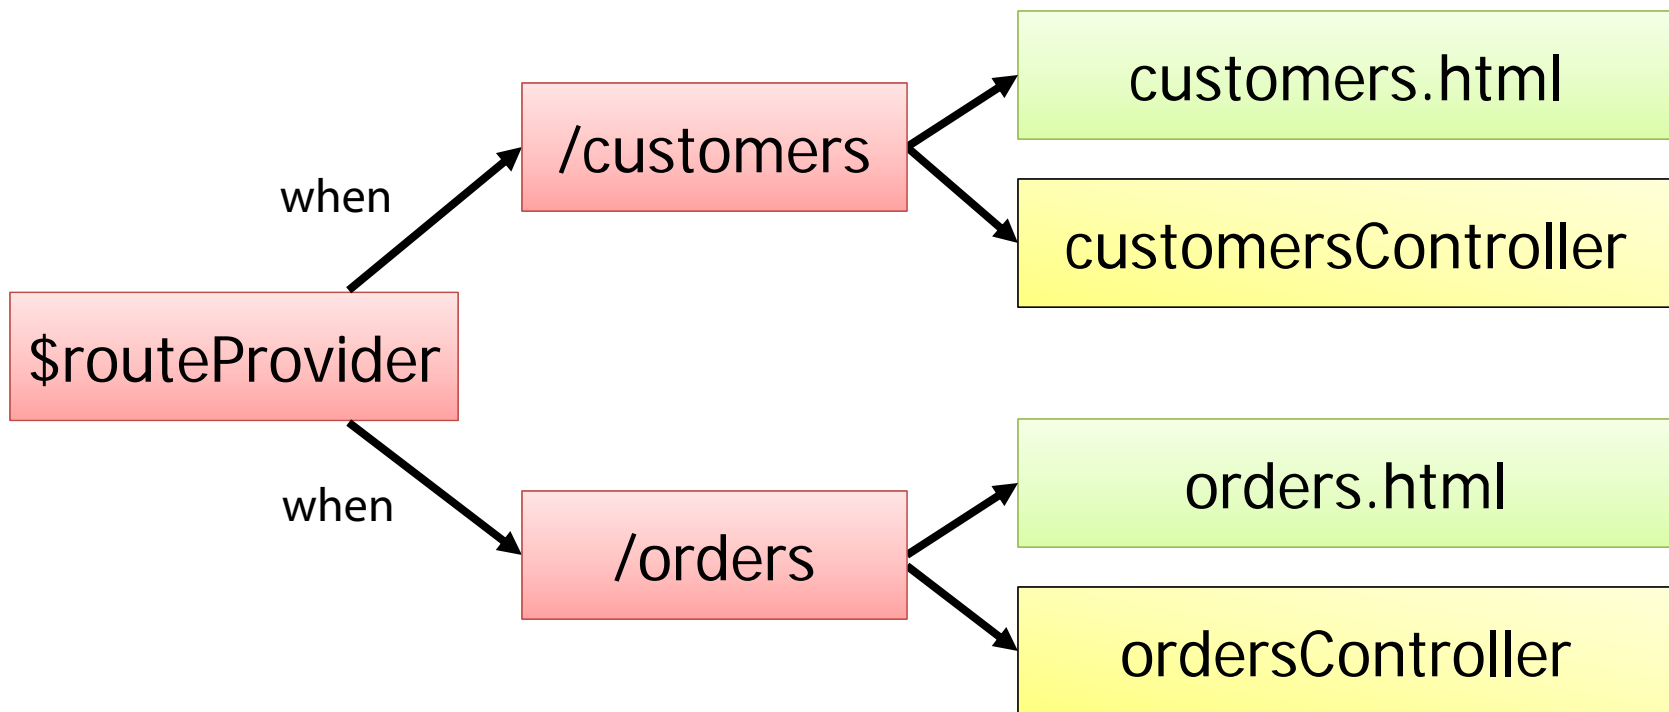 customers.html
/customers
when
customersController
$routeProvider
orders.html
when
/orders
ordersController